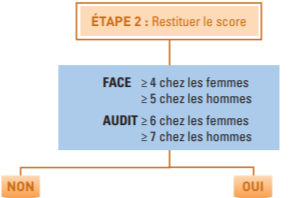 ÉTAPE 2 : Restituer le score
FACE ≥ 4 chez les femmes
≥ 5 chez les hommes
AUDIT ≥ 6 chez les femmes
≥ 7 chez les hommes
NON OUI